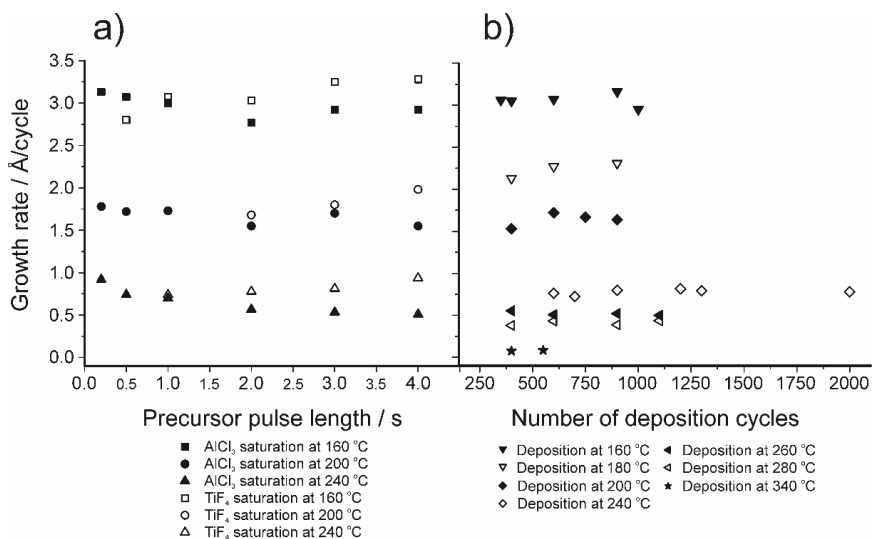 a)
b)
Growth rate / Å/cycle
3.5
3.0
2.5
2.0
1.5
1.0
0.5
0.0
0.0 0.5 1.0 1.5 2.0 2.5 3.0 3.5 4.0
250 500 750 1000 1250 1500 1750 2000
Precursor pulse length / s
Number of deposition cycles
AlCl₃ saturation at 160 °C
AlCl₃ saturation at 200 °C
AlCl₃ saturation at 240 °C
TiF₄ saturation at 160 °C
TiF₄ saturation at 200 °C
TiF₄ saturation at 240 °C
Deposition at 160 °C
Deposition at 180 °C
Deposition at 200 °C
Deposition at 240 °C
Deposition at 260 °C
Deposition at 280 °C
Deposition at 340 °C